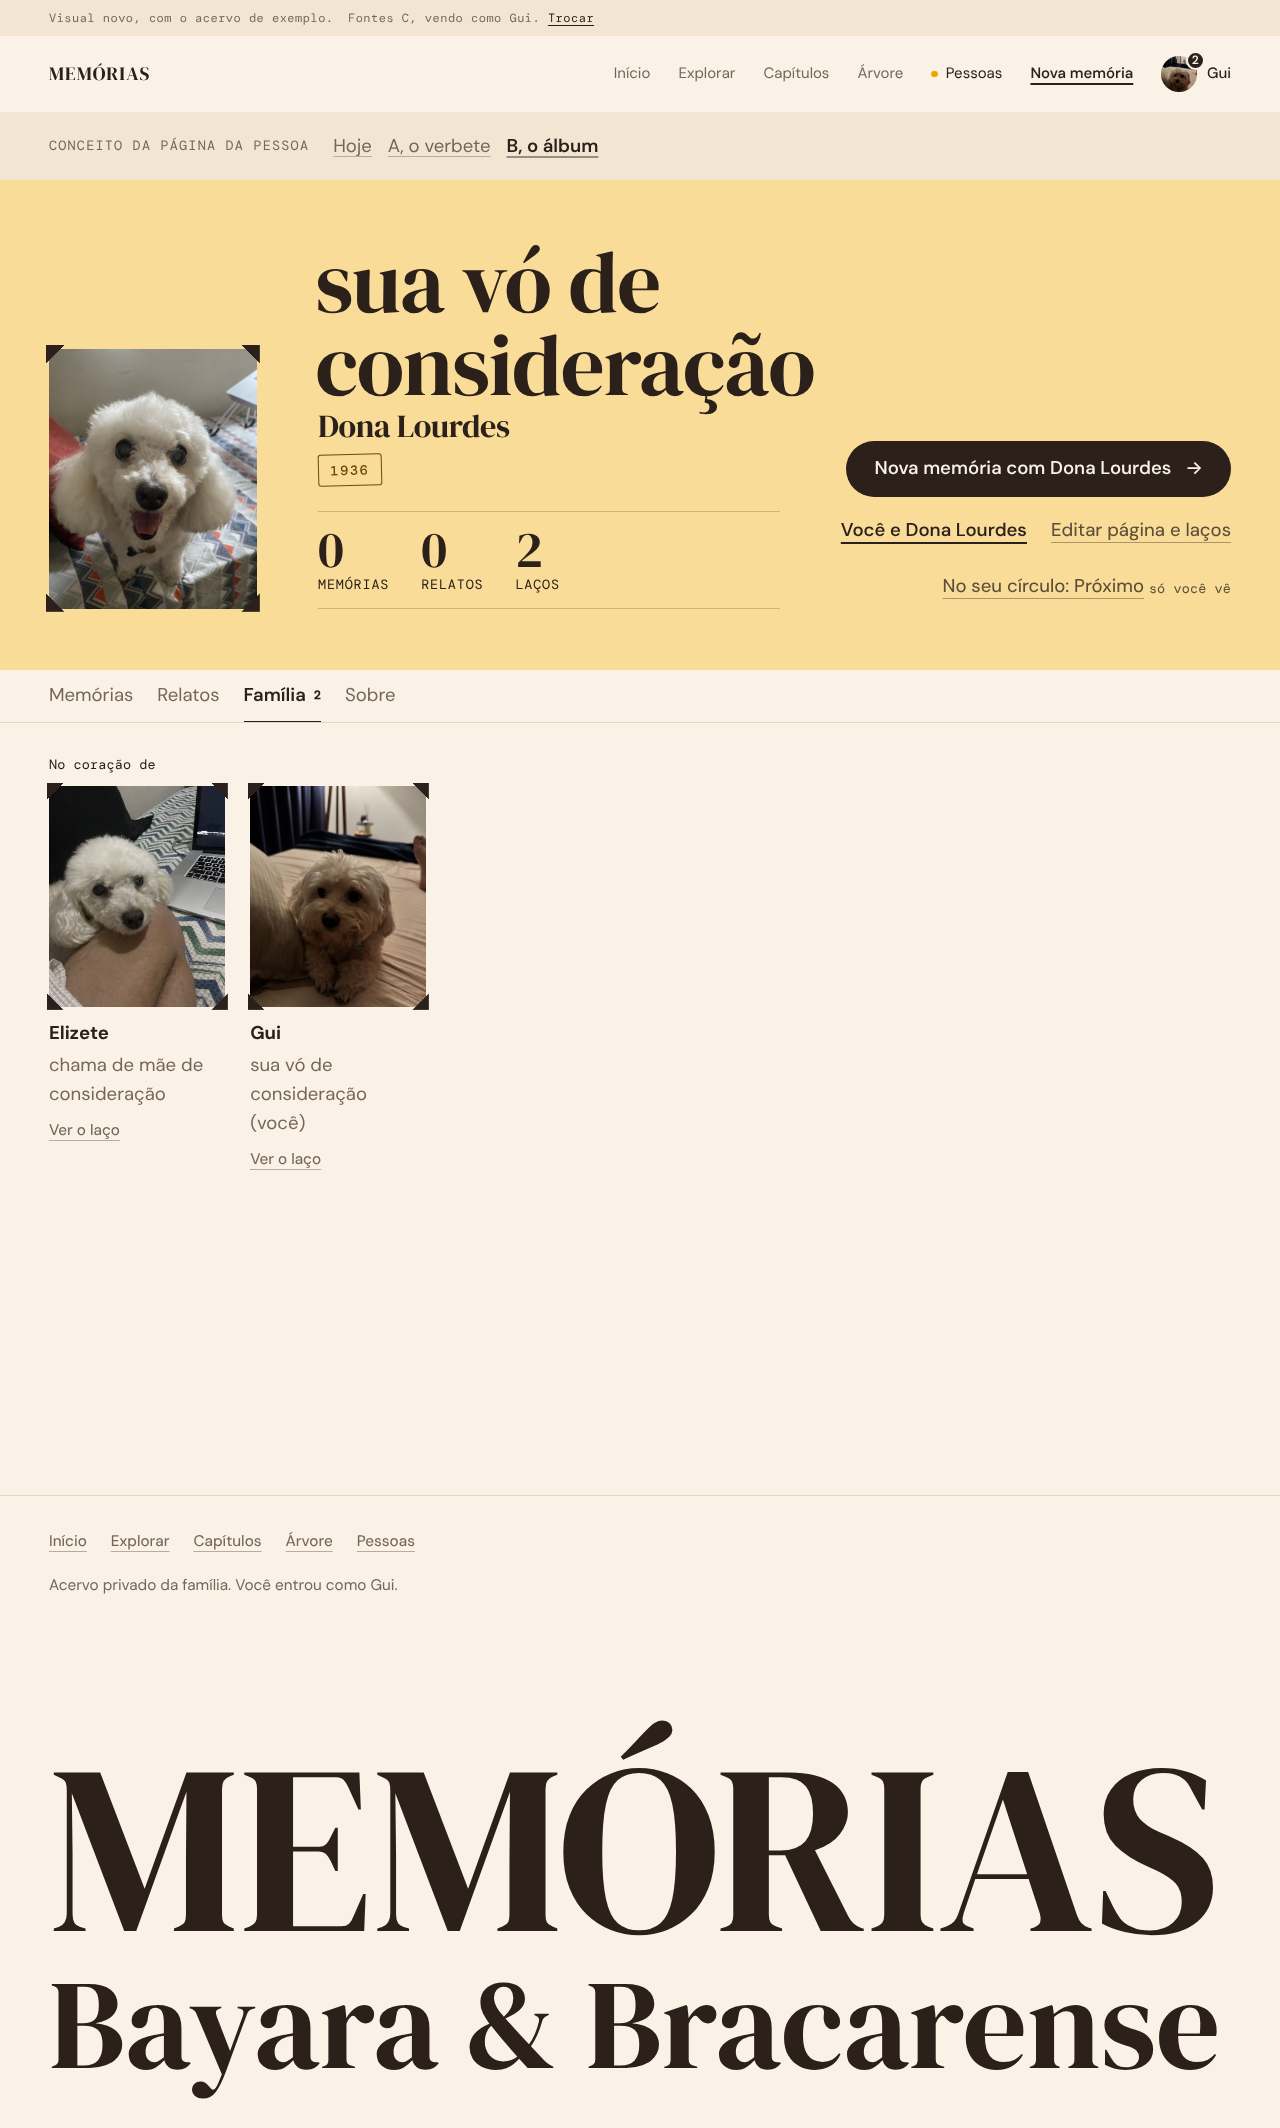 Visual novo, com o acervo de exemplo. Fontes C, vendo como Gui. Trocar
MEMÓRIAS
Início Explorar Capítulos Árvore Pessoas Nova memória 2 Gui
CONCEITO DA PÁGINA DA PESSOA Hoje A, o verbete B, o álbum
sua vó de
consideração
Dona Lourdes
1936
0 0 2
MEMÓRIAS RELATOS LAÇOS
Nova memória com Dona Lourdes →
Você e Dona Lourdes Editar página e laços
No seu círculo: Próximo só você vê
Memórias Relatos Família 2 Sobre
No coração de
Elizete
chama de mãe de
consideração
Ver o laço
Gui
sua vó de
consideração
(você)
Ver o laço
Início Explorar Capítulos Árvore Pessoas
Acervo privado da família. Você entrou como Gui.
MEMÓRIAS
Bayara & Bracarense